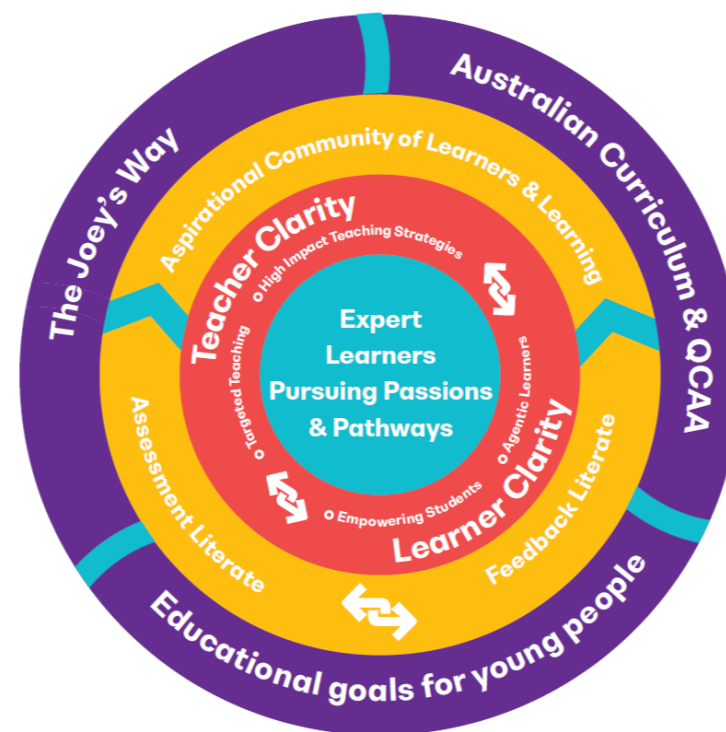 The Joey's Way
Australian Curriculum & QCAA
Educational goals for young people
Aspirational Community of Learners & Learning
Assessment Literate
Feedback Literate
Teacher Clarity
High Impact Teaching Strategies
Targeted Teaching
Agentic Learners
Empowering Students
Learner Clarity
Expert
Learners
Pursuing Passions
& Pathways